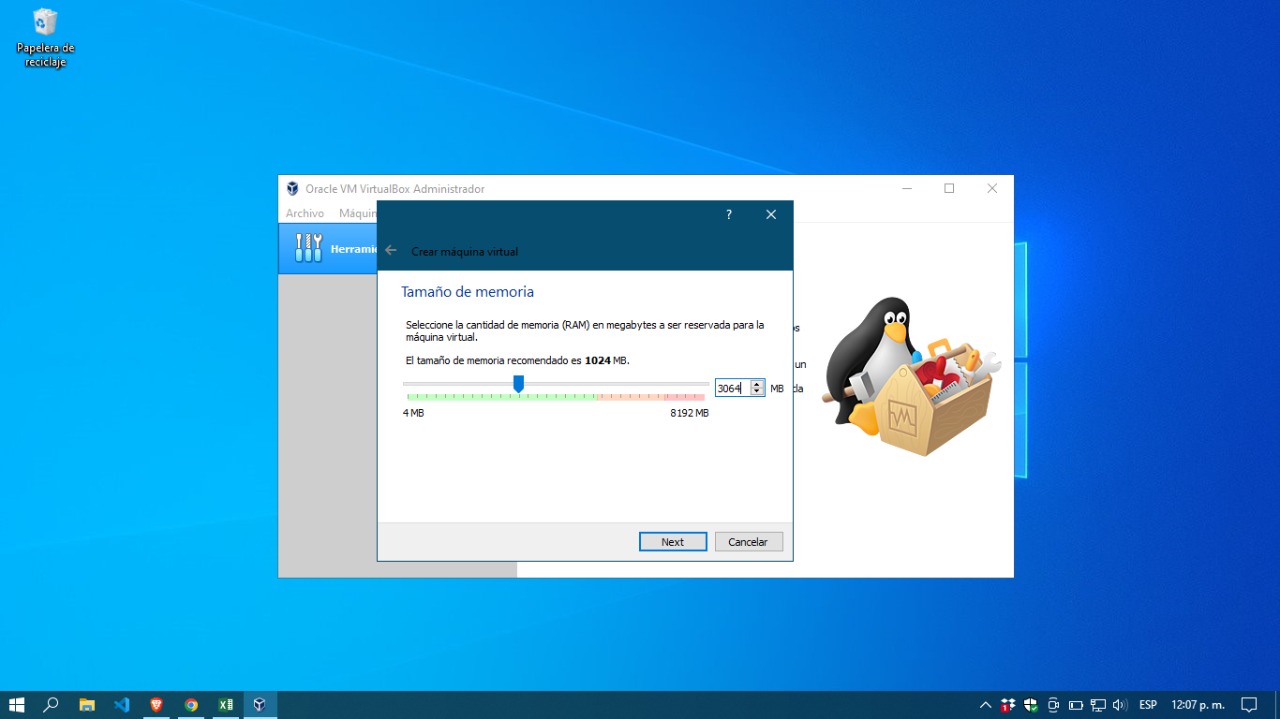 Papelera de
reciclaje
Oracle VM VirtualBox Administrador
Archivo Máquin
Herramie
?
Crear máquina virtual
Tamaño de memoria
Seleccione la cantidad de memoria (RAM) en megabytes a ser reservada para la
máquina virtual.
El tamaño de memoria recomendado es 1024 MB.
3064 MB
4 MB 8192 MB
os
un
da
Next Cancelar
ESP 12:07 p. m.